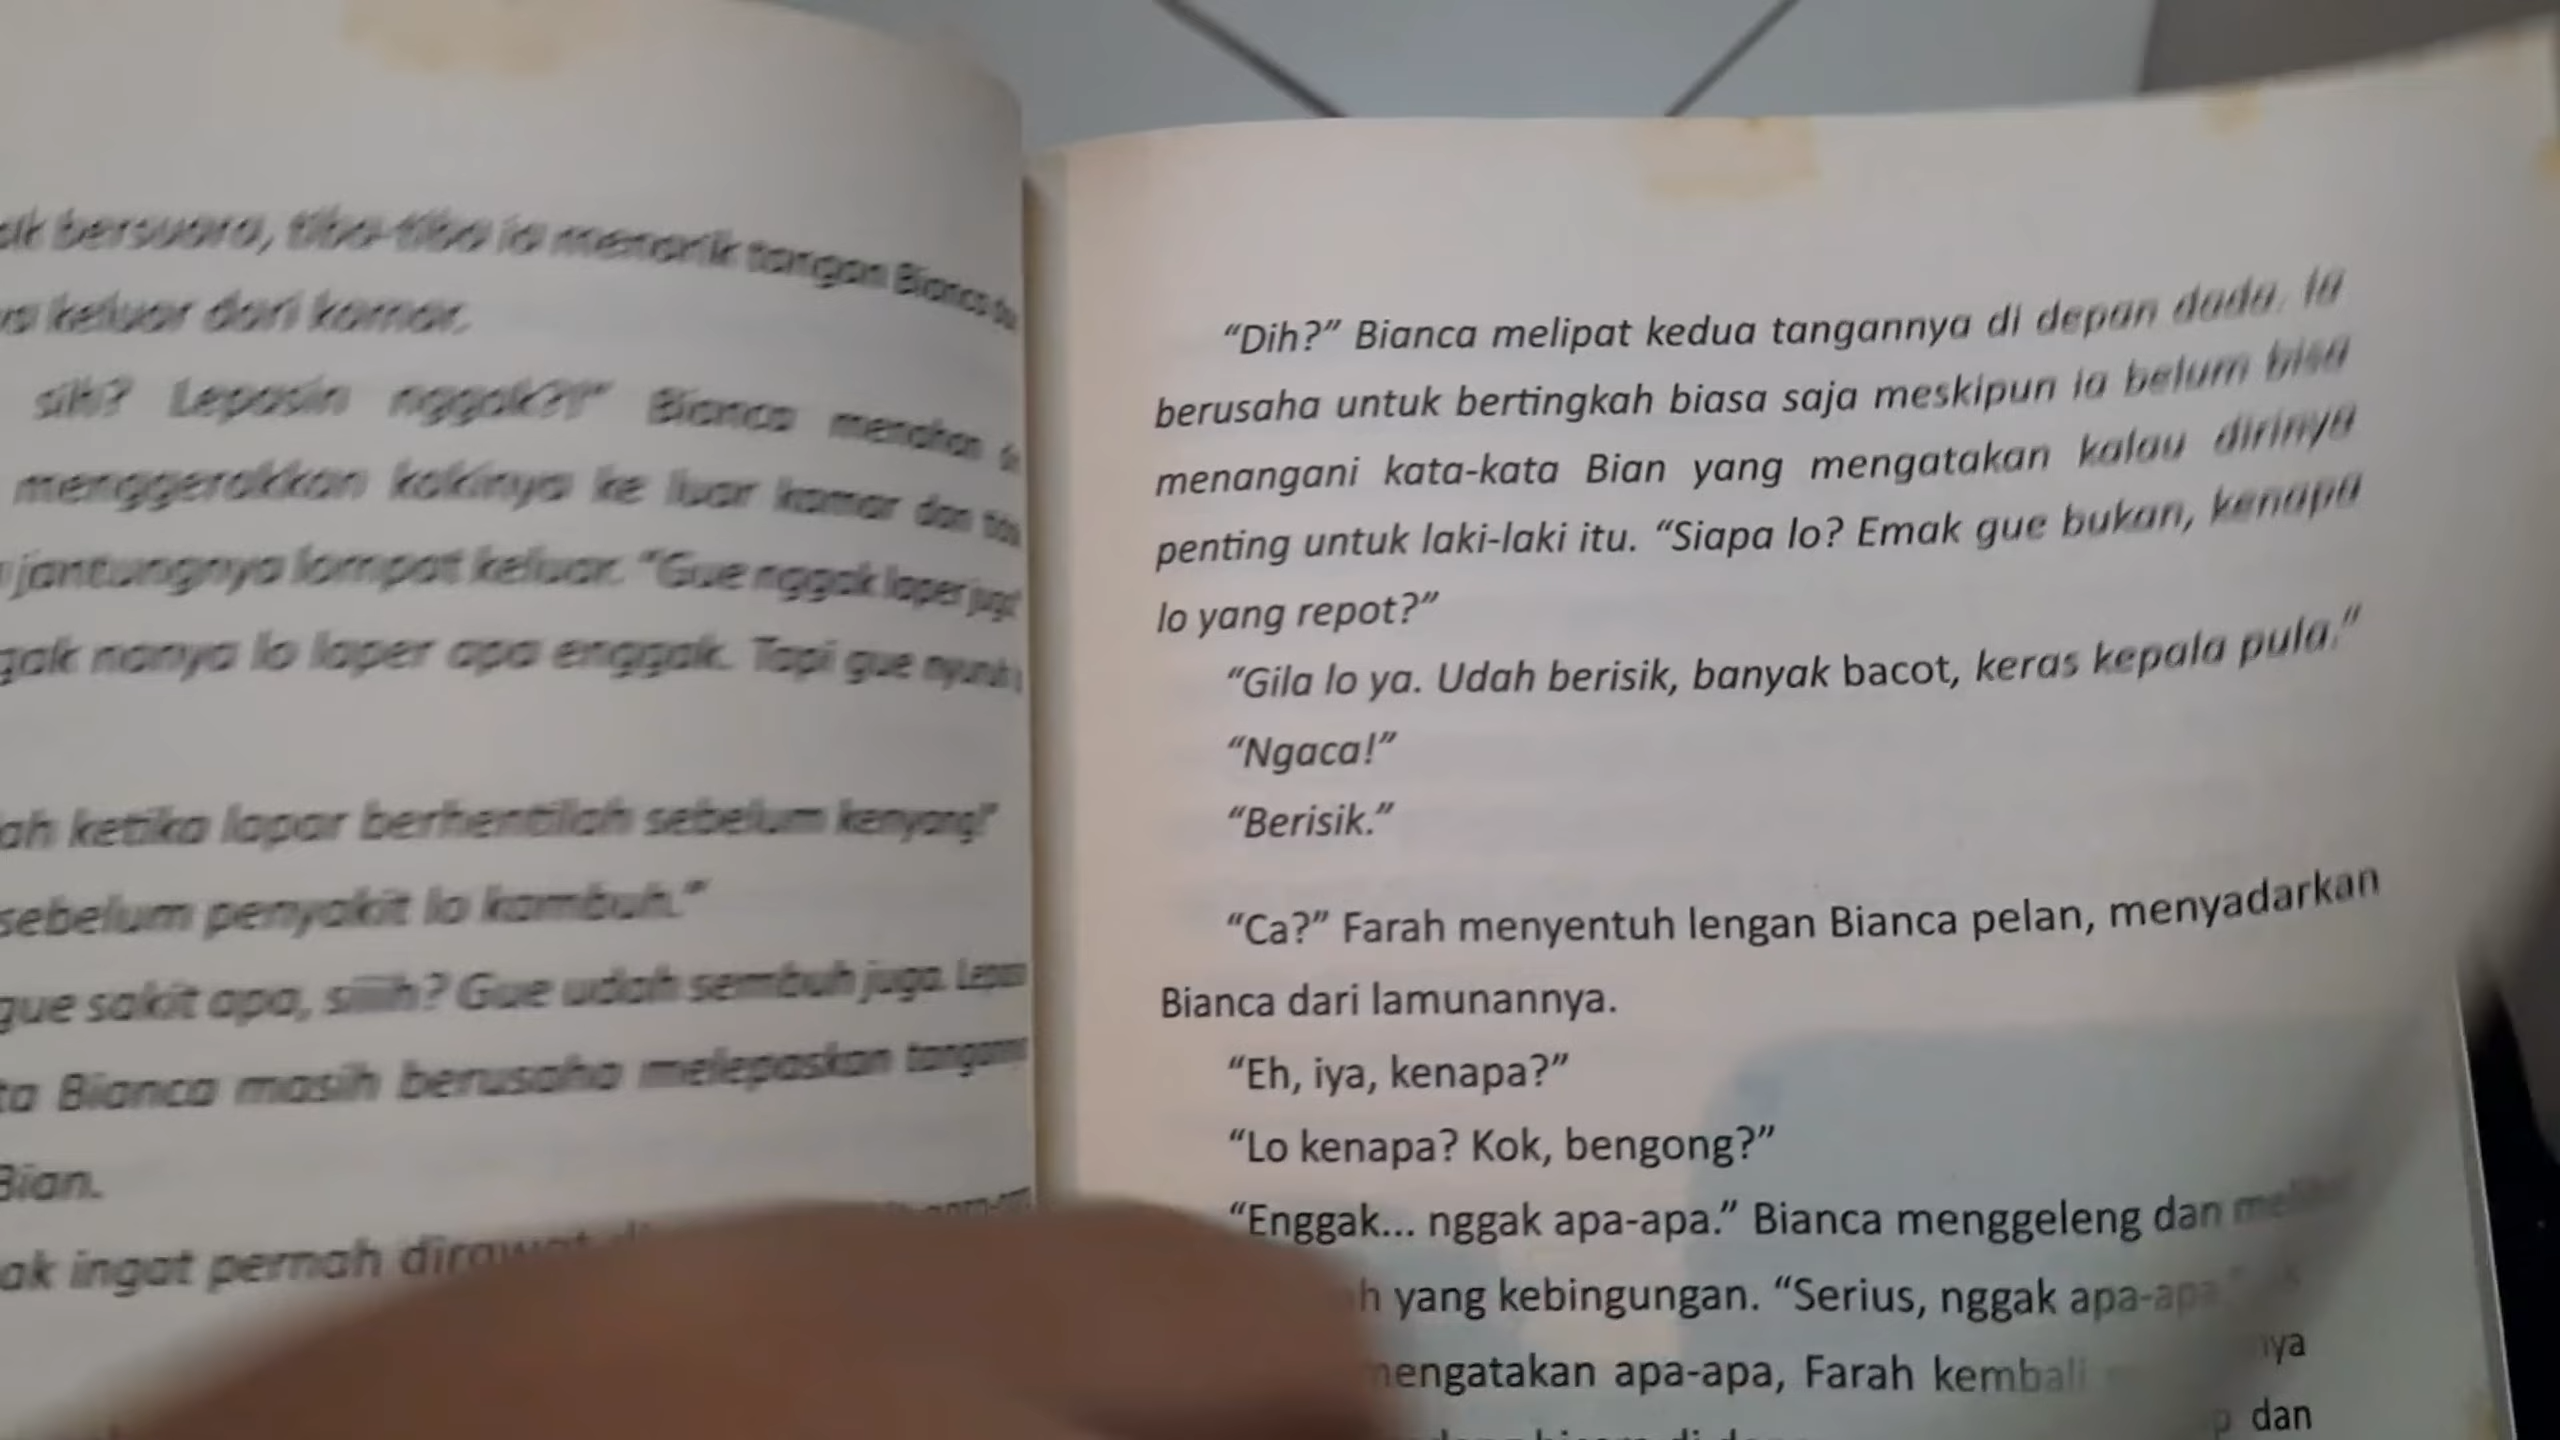 bersuara, tiba-tiba ia menarik tangan Bianca
keluar dari kamar.
sih? Lepasin nggak?!” Bianca menahan
menggerakkan kakinya ke luar kamar dan
jantungnya lompat keluar. “Gue nggak laper juga!
nanya lo laper apa enggak. Tapi gue nyuruh
ketika lapar berhentilah sebelum kenyang!”
sebelum penyakit lo kambuh.”
gue sakit apa, siiih? Gue udah sembuh juga.
Bianca masih berusaha melepaskan
Bian.
ingat pernah
“Dih?” Bianca melipat kedua tangannya di depan dada. Ia
berusaha untuk bertingkah biasa saja meskipun ia belum bisa
menangani kata-kata Bian yang mengatakan kalau dirinya
penting untuk laki-laki itu. “Siapa lo? Emak gue bukan, kenapa
lo yang repot?”
“Gila lo ya. Udah berisik, banyak bacot, keras kepala pula.”
“Ngaca!”
“Berisik.”
“Ca?” Farah menyentuh lengan Bianca pelan, menyadarkan
Bianca dari lamunannya.
“Eh, iya, kenapa?”
“Lo kenapa? Kok, bengong?”
“Enggak... nggak apa-apa.” Bianca menggeleng dan
yang kebingungan. “Serius, nggak apa-apa
mengatakan apa-apa, Farah kembali
dan